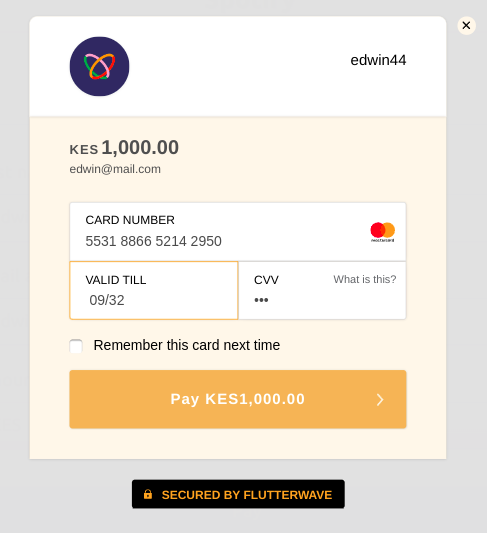 edwin44
KES 1,000.00
edwin@mail.com
CARD NUMBER
5531 8866 5214 2950
mastercard
VALID TILL
09/32
CVV
What is this?
•••
Remember this card next time
Pay KES1,000.00
SECURED BY FLUTTERWAVE